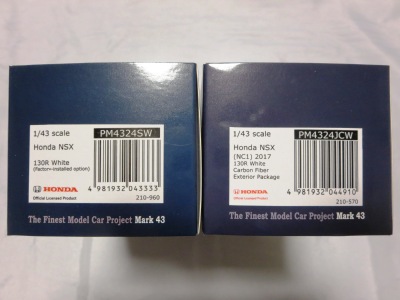 1/43 scale
PM4324SW
Honda NSX
130R White
(Factory-installed option)
HONDA
Official Licensed Product
4 981932 043333
210-960
The Finest Model Car Project Mark 43
1/43 scale
PM4324JCW
Honda NSX
(NC1) 2017
130R White
Carbon Fiber
Exterior Package
HONDA
Official Licensed Product
4 981932 044910
210-570
The Finest Model Car Project Mark 43